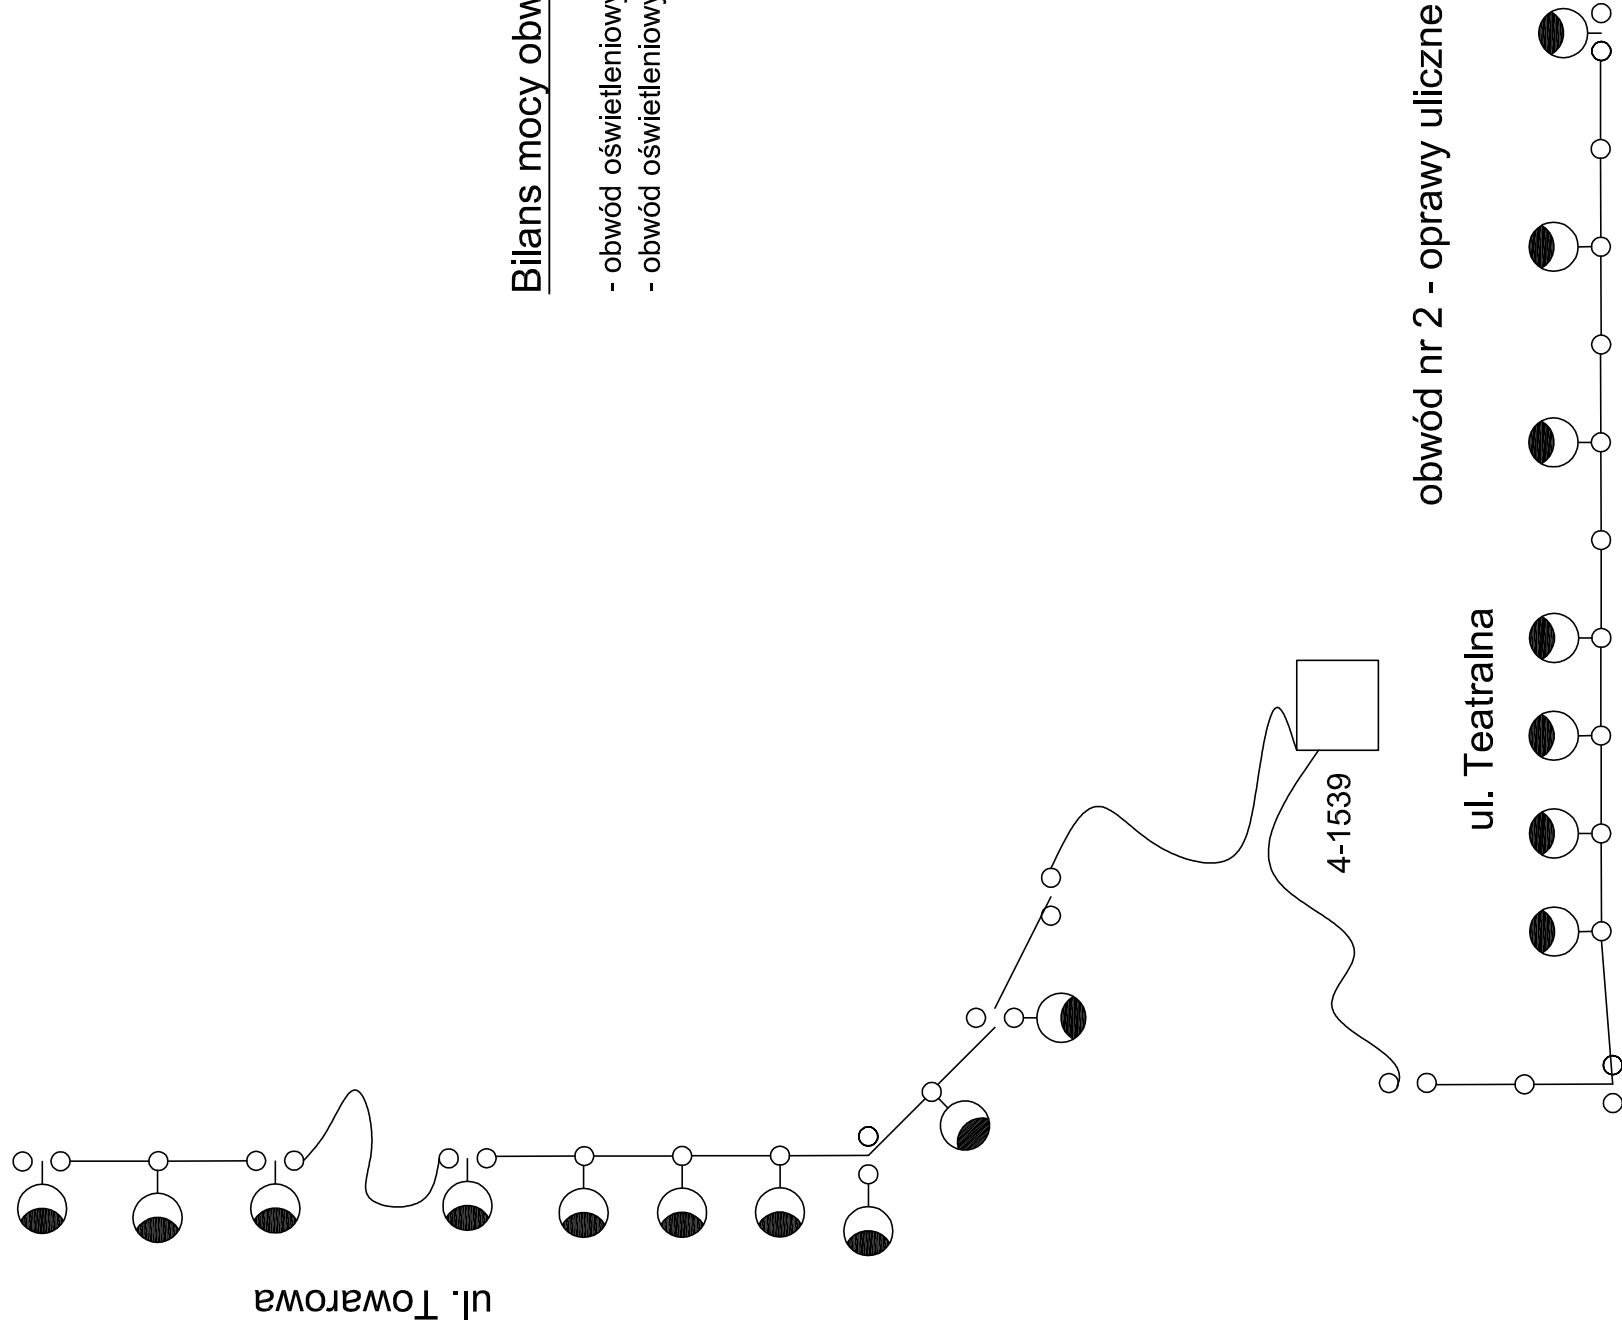 Bilans mocy obw
- obwód oświetleniowy
- obwód oświetleniowy
obwód nr 2 - oprawy uliczne
ul. Teatralna
4-1539
ul. Towarowa